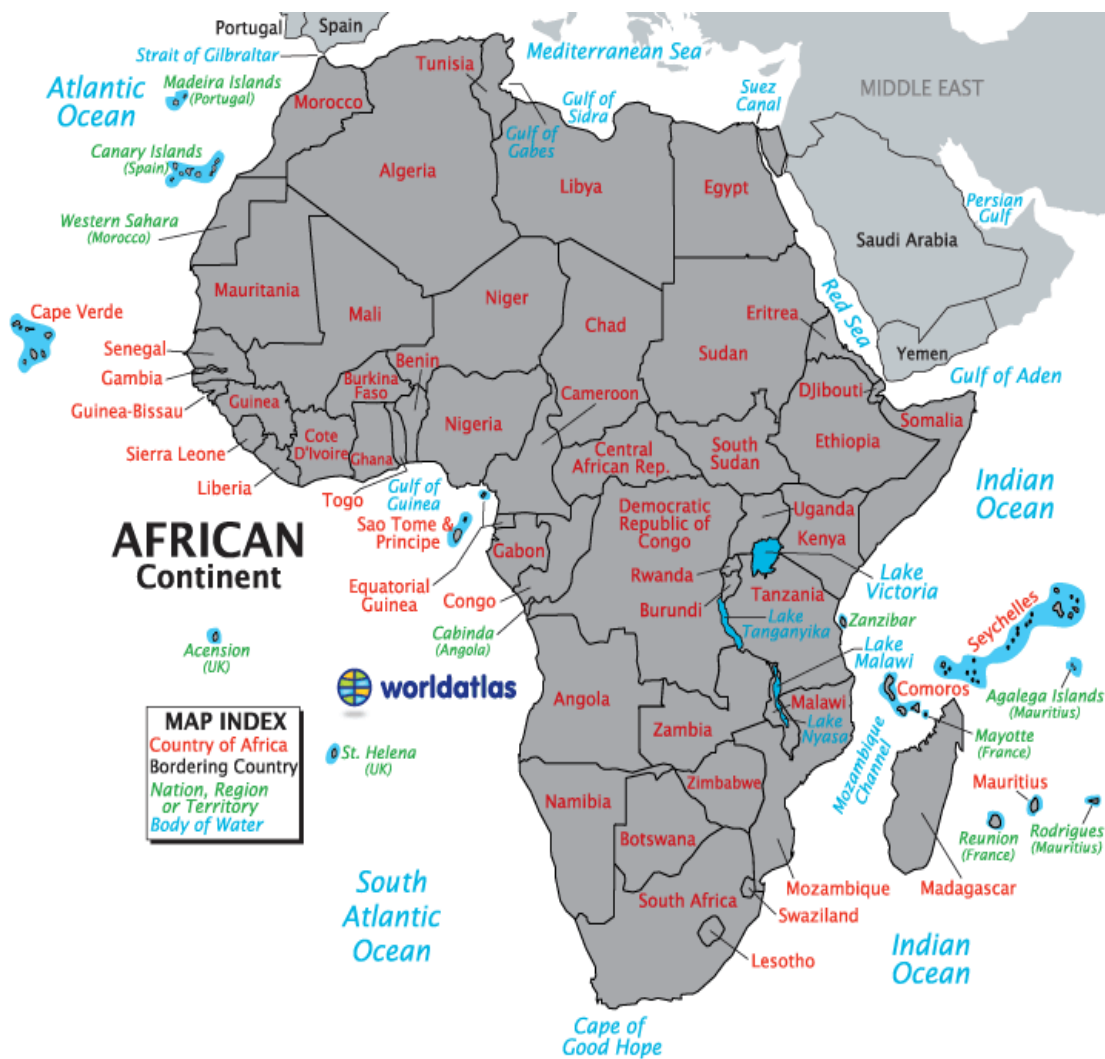 Portugal
Spain
Strait of Gilbraltar
Mediterranean Sea
Tunisia
Atlantic
Ocean
Madeira Islands
(Portugal)
Morocco
Suez
Canal
MIDDLE EAST
Gulf of
Sidra
Gulf of
Gabes
Canary Islands
(Spain)
Algeria
Libya
Egypt
Persian
Gulf
Western Sahara
(Morocco)
Saudi Arabia
Mauritania
Niger
Red Sea
Cape Verde
Mali
Chad
Eritrea
Senegal
Benin
Sudan
Yemen
Gambia
Burkina
Faso
Gulf of Aden
Guinea-Bissau
Guinea
Cameroon
DJibouti
Somalia
Nigeria
Cote
D'Ivoire
Ethiopia
Sierra Leone
Ghana
Central
African Rep.
South
Sudan
Liberia
Togo
Gulf of
Guinea
Indian
Ocean
Democratic
Republic of
Congo
Uganda
Kenya
Sao Tome &
Principe
AFRICAN
Continent
Gabon
Rwanda
Lake
Victoria
Equatorial
Guinea
Congo
Burundi
Tanzania
Lake
Tanganyika
Zanzibar
Seychelles
Cabinda
(Angola)
Acension
(UK)
Lake
Malawi
worldatlas
Angola
Malawi
Comoros
Agalega Islands
(Mauritius)
Zambia
Lake
Nyasa
Mayotte
(France)
MAP INDEX
Country of Africa
Bordering Country
Nation, Region
or Territory
Body of Water
St. Helena
(UK)
Mozambique
Channel
Zimbabwe
Mauritius
Namibia
Botswana
Reunion
(France)
Rodrigues
(Mauritius)
South
Atlantic
Ocean
South Africa
Mozambique
Madagascar
Swaziland
Lesotho
Indian
Ocean
Cape of
Good Hope